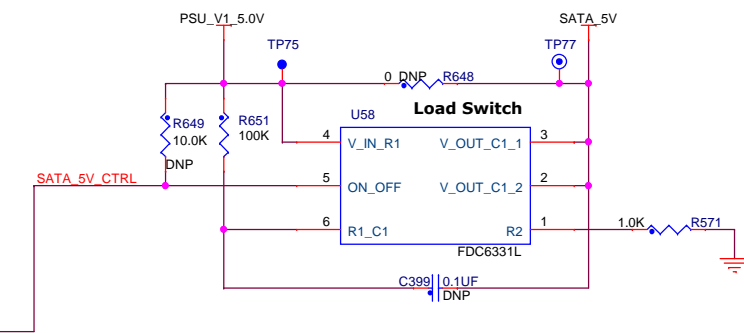 PSU_V1_5.0V
SATA_5V
TP75
TP77
0 DNP R648
U58
Load Switch
R649
10.0K
DNP
R651
100K
4 V_IN_R1 V_OUT_C1_1 3
SATA_5V_CTRL
5 ON_OFF V_OUT_C1_2 2
6 R1_C1 R2 1
1.0K R571
FDC6331L
C399 0.1UF
DNP